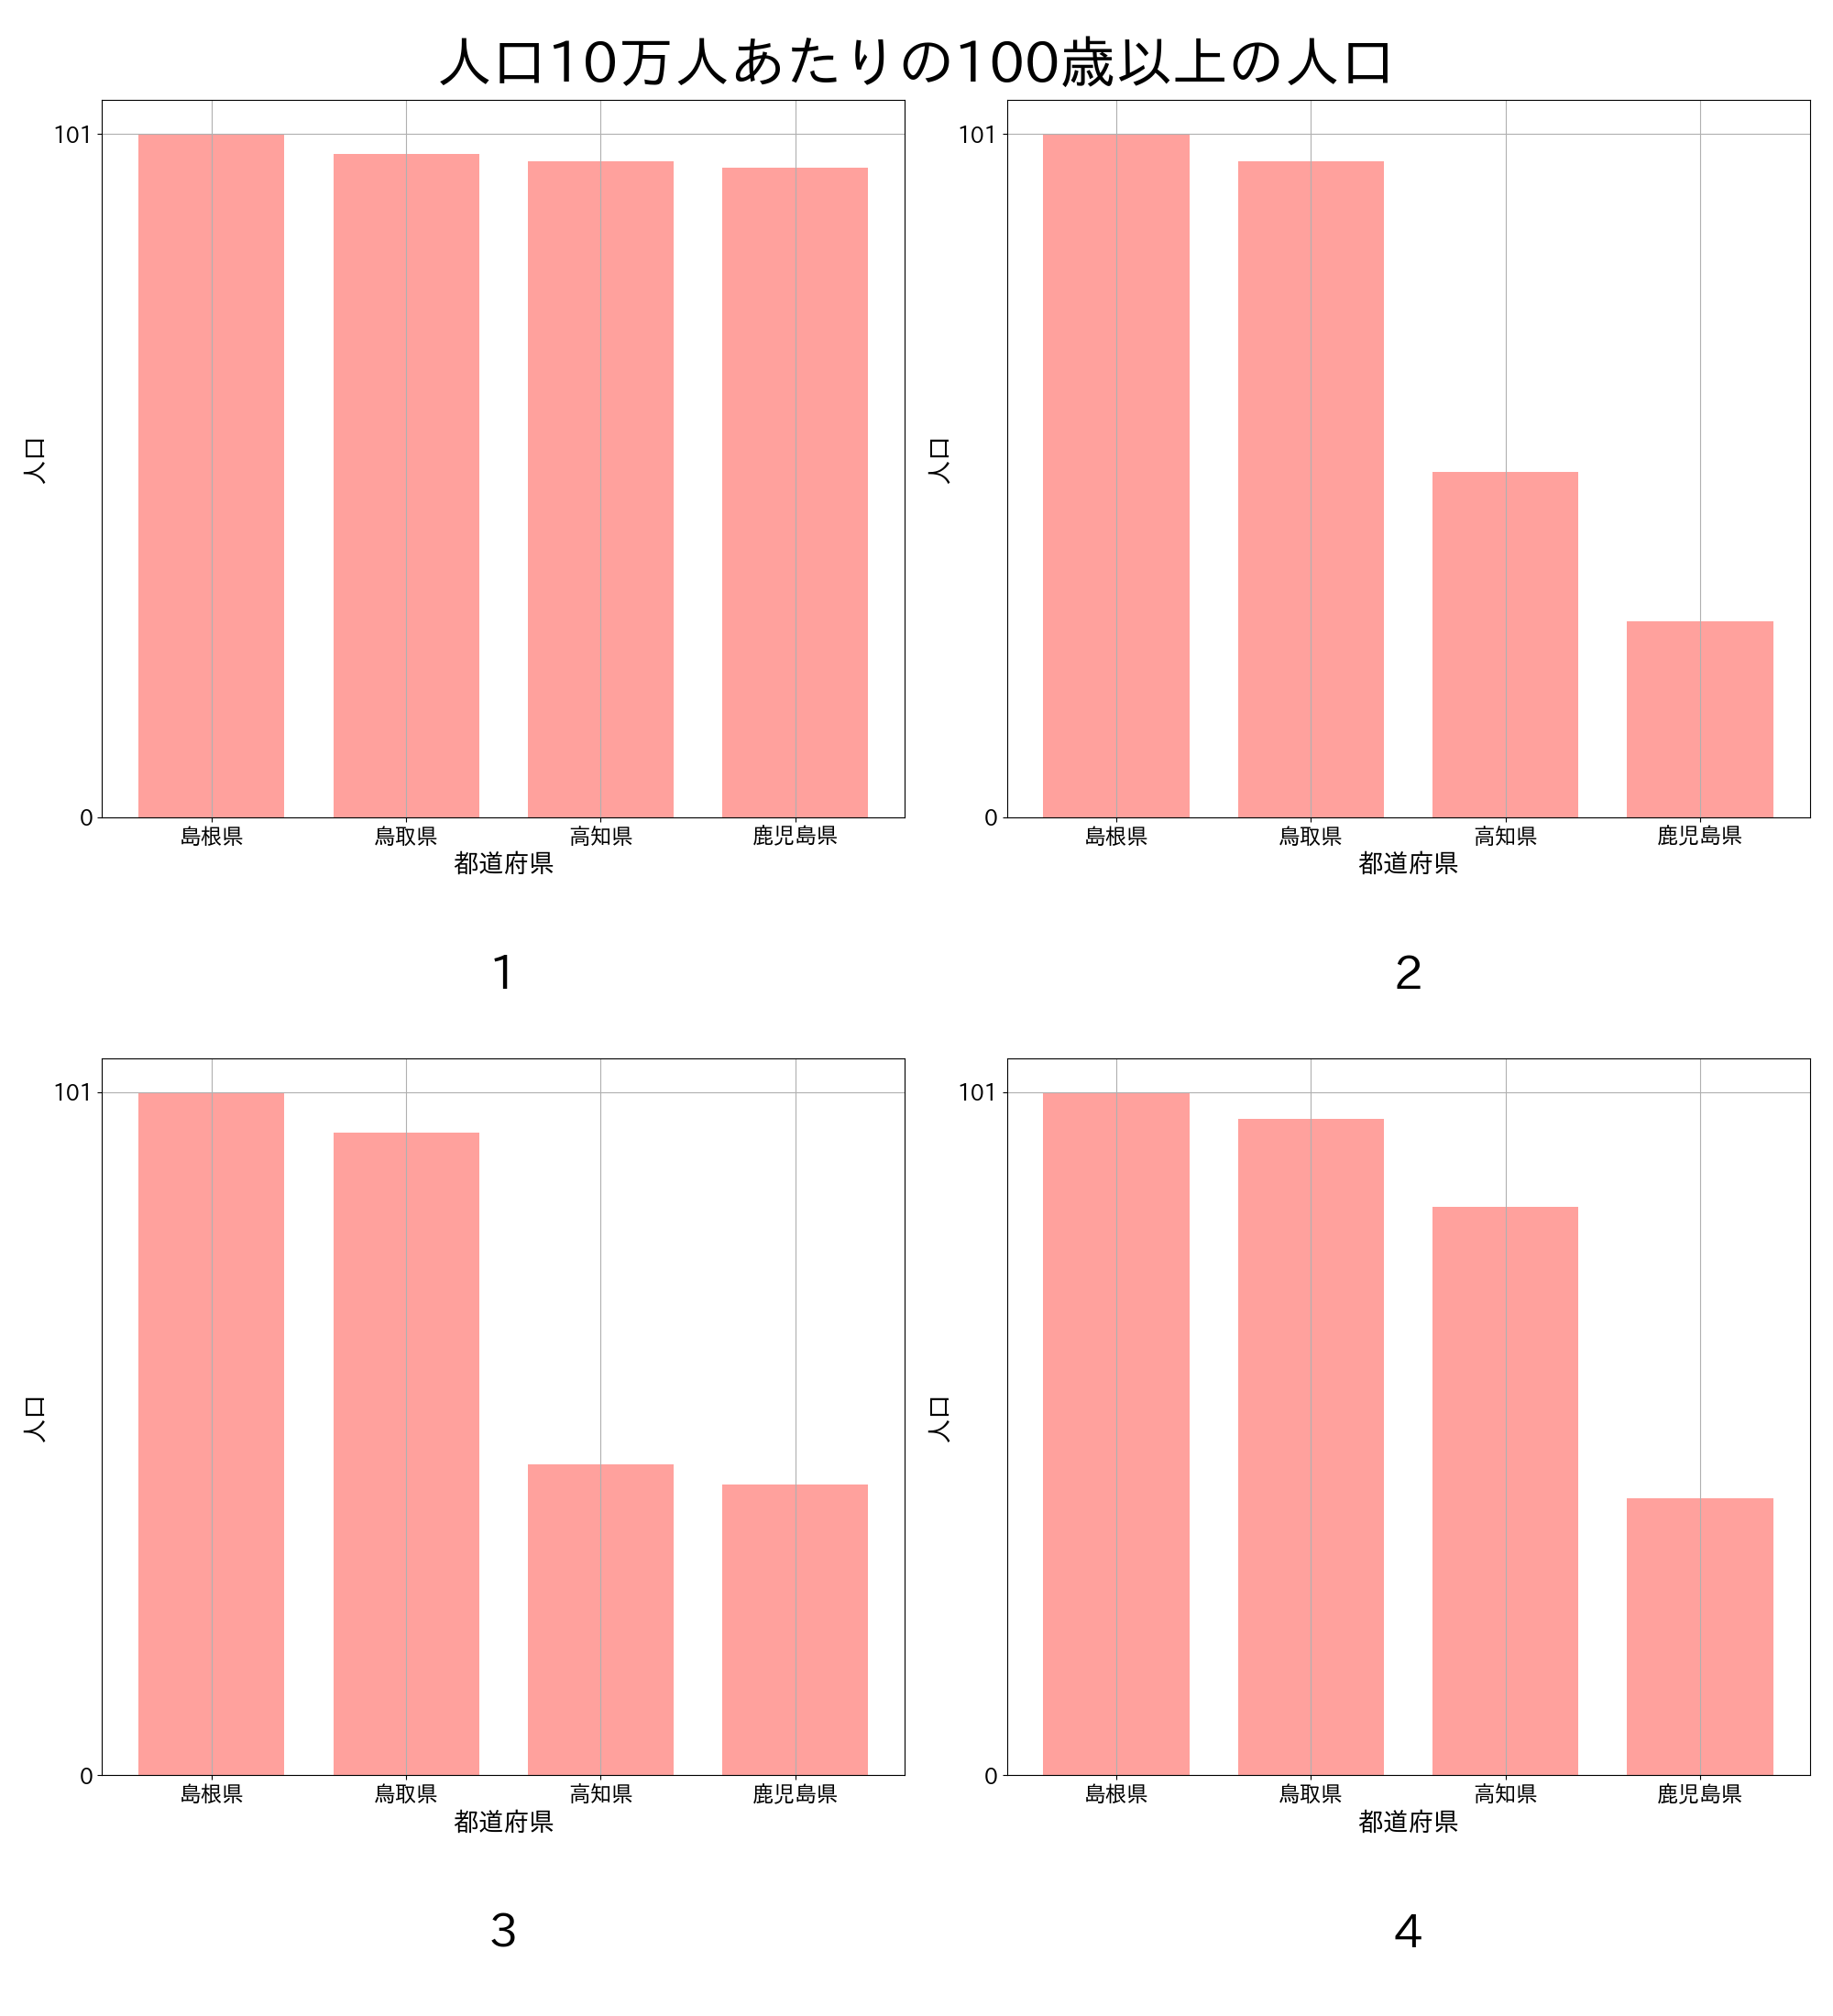 人口10万人あたりの100歳以上の人口
101
0
人口
島根県 鳥取県 高知県 鹿児島県
都道府県
1
101
0
人口
島根県 鳥取県 高知県 鹿児島県
都道府県
2
101
0
人口
島根県 鳥取県 高知県 鹿児島県
都道府県
3
101
0
人口
島根県 鳥取県 高知県 鹿児島県
都道府県
4